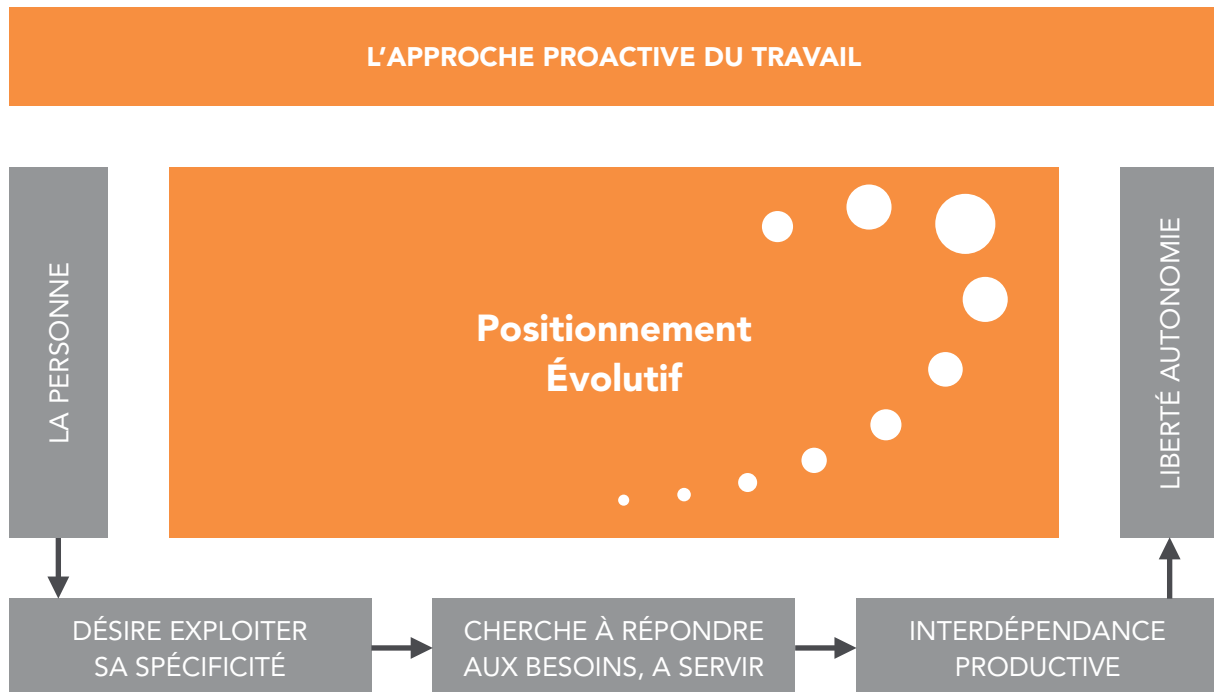 L'APPROCHE PROACTIVE DU TRAVAIL
LA PERSONNE
Positionnement
Évolutif
LIBERTÉ AUTONOMIE
DÉSIRE EXPLOITER
SA SPÉCIFICITÉ
CHERCHE À RÉPONDRE
AUX BESOINS, A SERVIR
INTERDÉPENDANCE
PRODUCTIVE